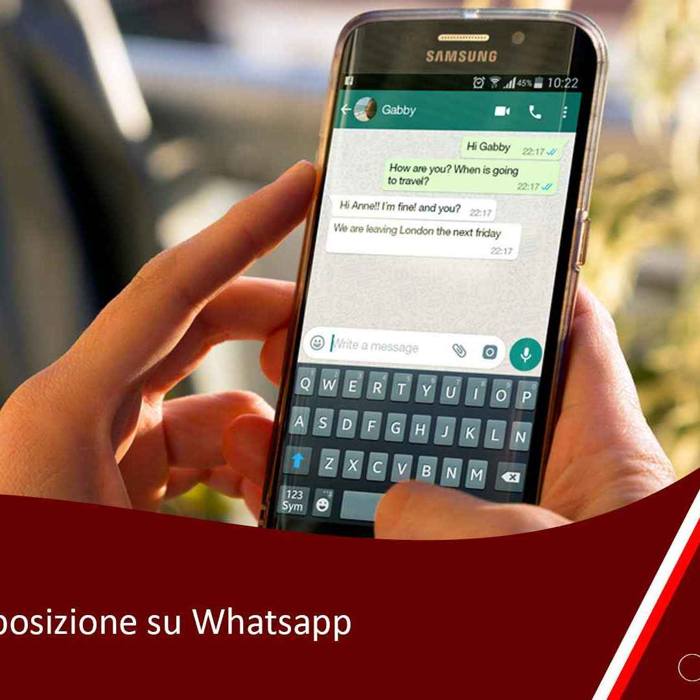 SAMSUNG
45% 10:22
Gabby
Hi Gabby 22:17
How are you? When is going
to travel?
22:17
Hi Anne!! I'm fine! and you? 22:17
We are leaving London the next friday
22:17
Write a message
Q W E R T Y U I O P
A S D F G H J K L N
Z X C V B N M
123
Sym
posizione su Whatsapp